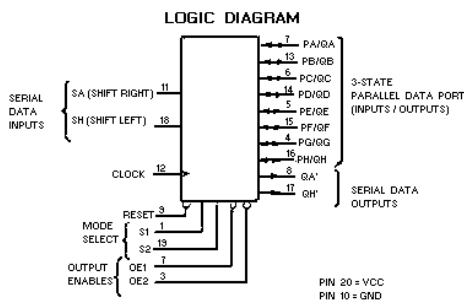 LOGIC DIAGRAM
7 PA/QA
13 PB/QB
6 PC/QC
14 PD/QD
5 PE/QE
15 PF/QF
4 PG/QG
16 PH/QH
8 QA'
17 QH'
3-STATE
PARALLEL DATA PORT
(INPUTS / OUTPUTS)
SERIAL DATA
OUTPUTS
SERIAL
DATA
INPUTS
SA (SHIFT RIGHT) 11
SH (SHIFT LEFT) 18
CLOCK 12
RESET 9
MODE
SELECT
S1 1
S2 19
OUTPUT
ENABLES
OE1 7
OE2 3
PIN 20 = VCC
PIN 10 = GND